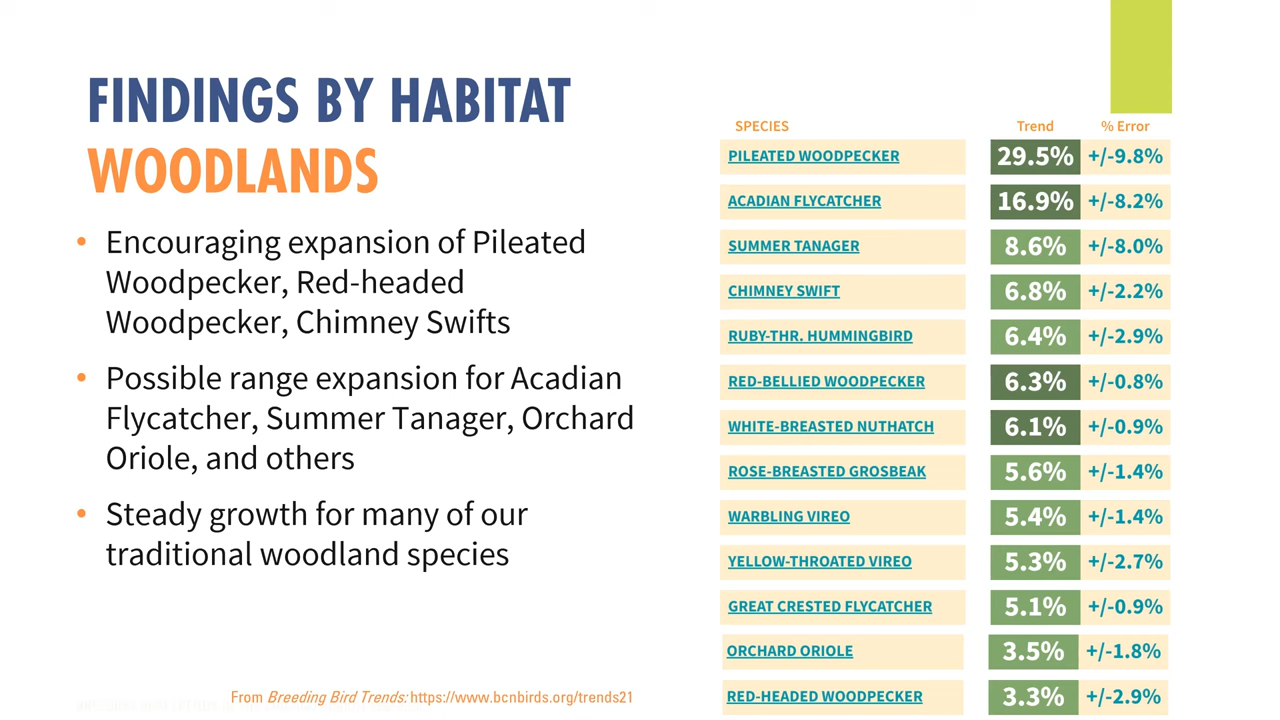 FINDINGS BY HABITAT
WOODLANDS
• Encouraging expansion of Pileated
Woodpecker, Red-headed
Woodpecker, Chimney Swifts
• Possible range expansion for Acadian
Flycatcher, Summer Tanager, Orchard
Oriole, and others
• Steady growth for many of our
traditional woodland species
From Breeding Bird Trends: https://www.bcnbirds.org/trends21
SPECIES Trend % Error
PILEATED WOODPECKER 29.5% +/-9.8%
ACADIAN FLYCATCHER 16.9% +/-8.2%
SUMMER TANAGER 8.6% +/-8.0%
CHIMNEY SWIFT 6.8% +/-2.2%
RUBY-THR. HUMMINGBIRD 6.4% +/-2.9%
RED-BELLIED WOODPECKER 6.3% +/-0.8%
WHITE-BREASTED NUTHATCH 6.1% +/-0.9%
ROSE-BREASTED GROSBEAK 5.6% +/-1.4%
WARBLING VIREO 5.4% +/-1.4%
YELLOW-THROATED VIREO 5.3% +/-2.7%
GREAT CRESTED FLYCATCHER 5.1% +/-0.9%
ORCHARD ORIOLE 3.5% +/-1.8%
RED-HEADED WOODPECKER 3.3% +/-2.9%